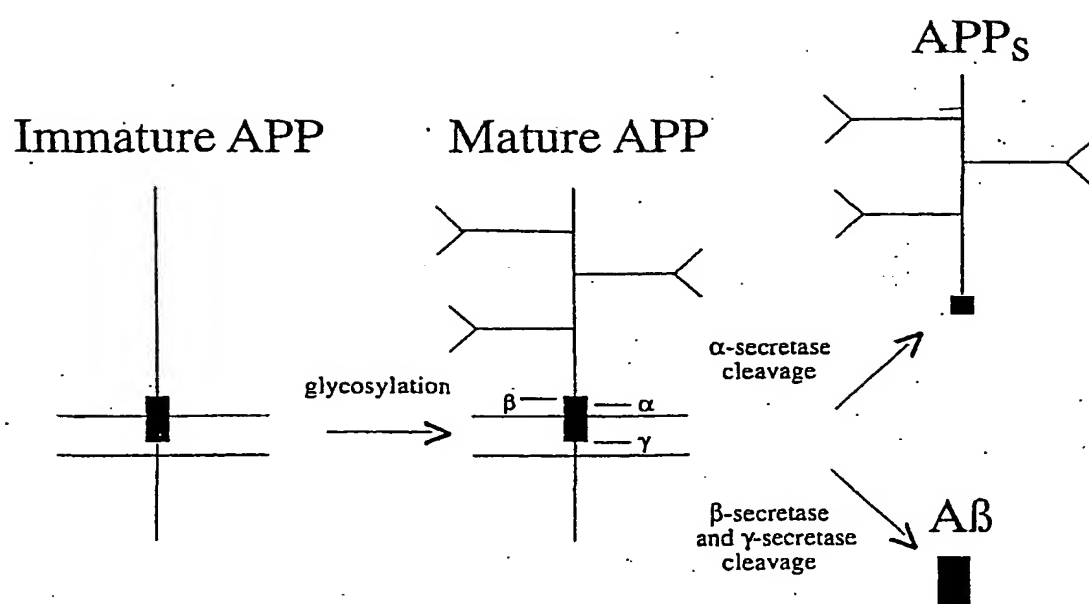 APPs
Immature APP
Mature APP
α-secretase
cleavage
glycosylation
β
α
γ
β-secretase
and γ-secretase
cleavage
Aß